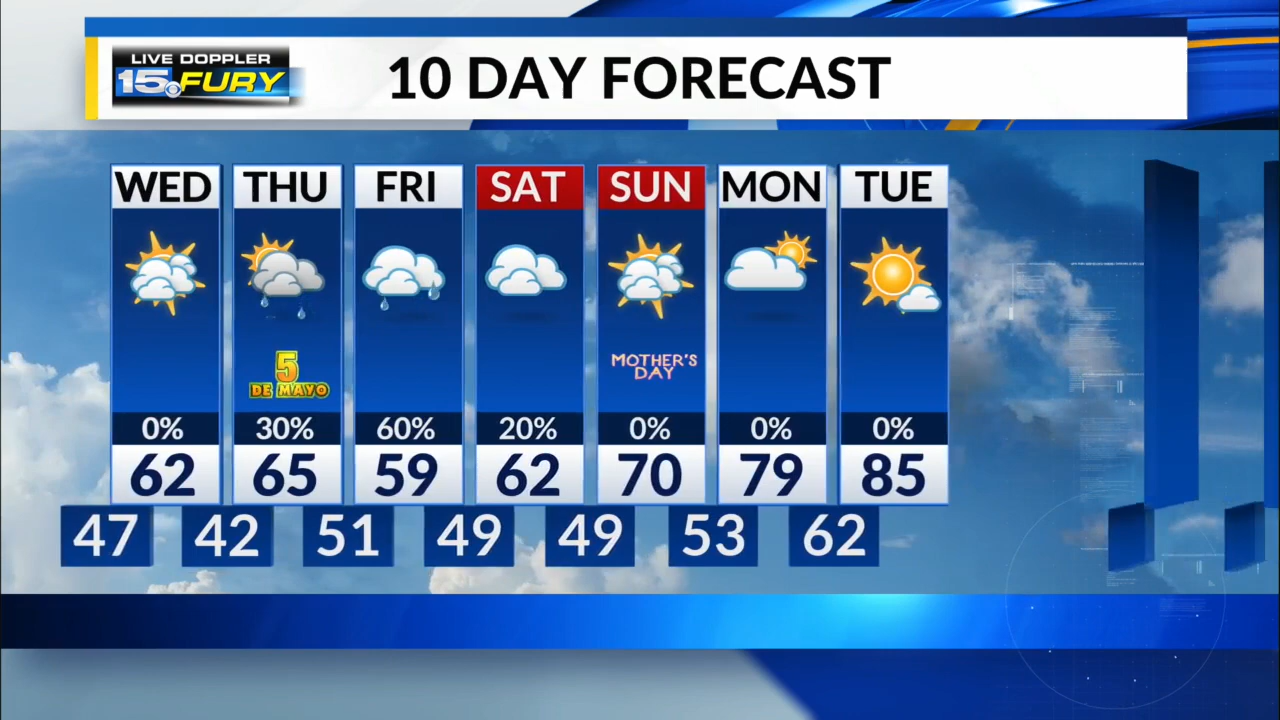 LIVE DOPPLER
15 FURY
10 DAY FORECAST
WED THU FRI SAT SUN MON TUE
5
DE MAYO
MOTHER'S
DAY
0% 30% 60% 20% 0% 0% 0%
62 65 59 62 70 79 85
47 42 51 49 49 53 62